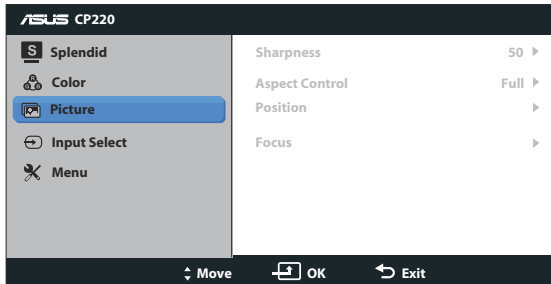 ASUS CP220
S Splendid
Color
Picture
Input Select
Menu
Sharpness 50
Aspect Control Full
Position
Focus
Move OK Exit